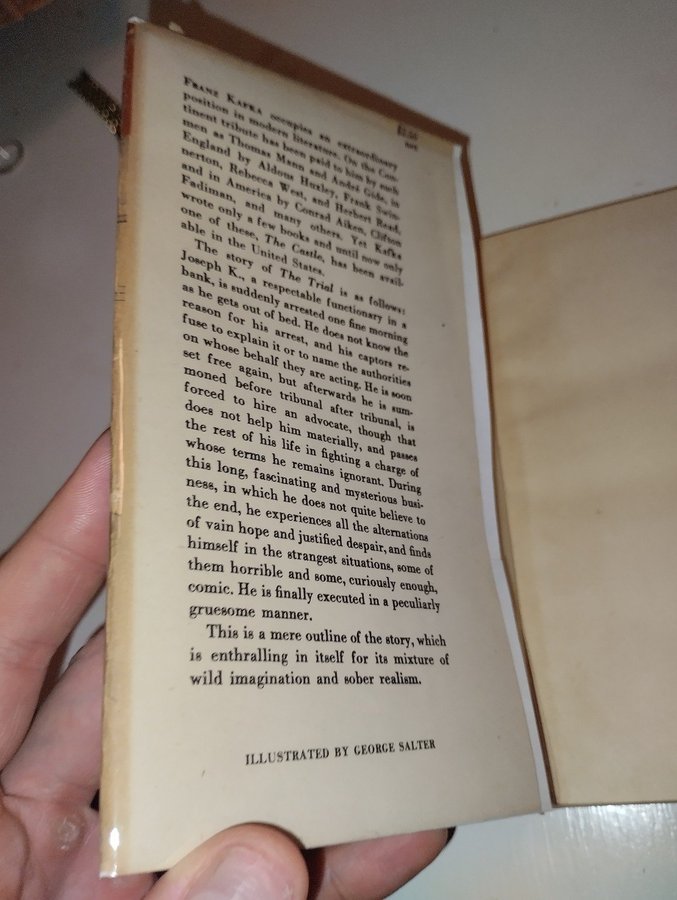 $2.50
net
FRANZ KAFKA occupies an extraordinary
position in modern literature. On the Con-
tinent tribute has been paid to him by such
men as Thomas Mann and André Gide, in
England by Aldous Huxley, Frank Swin-
nerton, Rebecca West, and Herbert Read,
and in America by Conrad Aiken, Clifton
Fadiman, and many others. Yet Kafka
wrote only a few books and until now only
one of these, The Castle, has been avail-
able in the United States.
The story of The Trial is as follows:
Joseph K., a respectable functionary in a
bank, is suddenly arrested one fine morning
as he gets out of bed. He does not know the
reason for his arrest, and his captors re-
fuse to explain it or to name the authorities
on whose behalf they are acting. He is soon
set free again, but afterwards he is sum-
moned before tribunal after tribunal, is
forced to hire an advocate, though that
does not help him materially, and passes
the rest of his life in fighting a charge of
whose terms he remains ignorant. During
this long, fascinating and mysterious busi-
ness, in which he does not quite believe to
the end, he experiences all the alternations
of vain hope and justified despair, and finds
himself in the strangest situations, some of
them horrible and some, curiously enough,
comic. He is finally executed in a peculiarly
gruesome manner.
This is a mere outline of the story, which
is enthralling in itself for its mixture of
wild imagination and sober realism.
ILLUSTRATED BY GEORGE SALTER